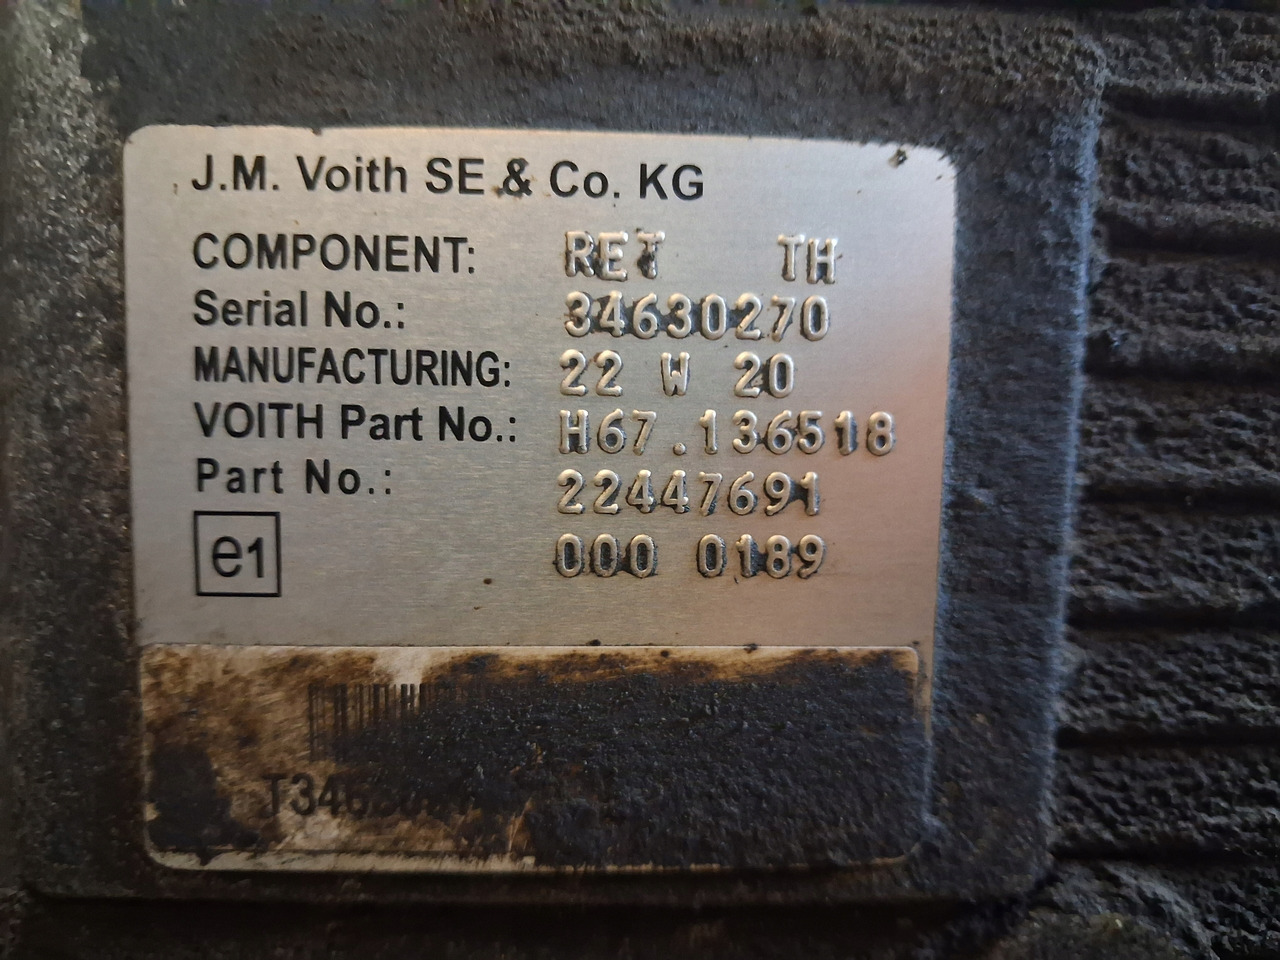 J.M. Voith SE & Co. KG
COMPONENT: RET TH
Serial No.: 34630270
MANUFACTURING: 22 W 20
VOITH Part No.: H67.136518
Part No.: 22447691
e1 000 0189